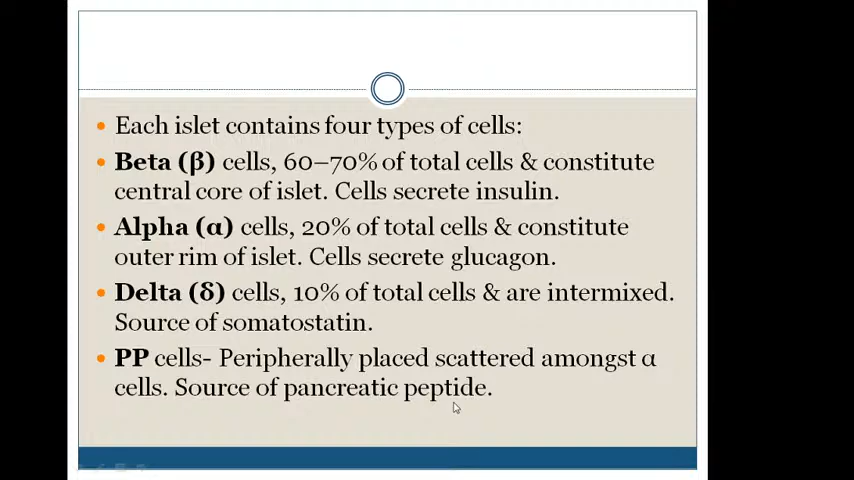 Each islet contains four types of cells:
Beta (β) cells, 60–70% of total cells & constitute
central core of islet. Cells secrete insulin.
Alpha (α) cells, 20% of total cells & constitute
outer rim of islet. Cells secrete glucagon.
Delta (δ) cells, 10% of total cells & are intermixed.
Source of somatostatin.
PP cells- Peripherally placed scattered amongst α
cells. Source of pancreatic peptide.